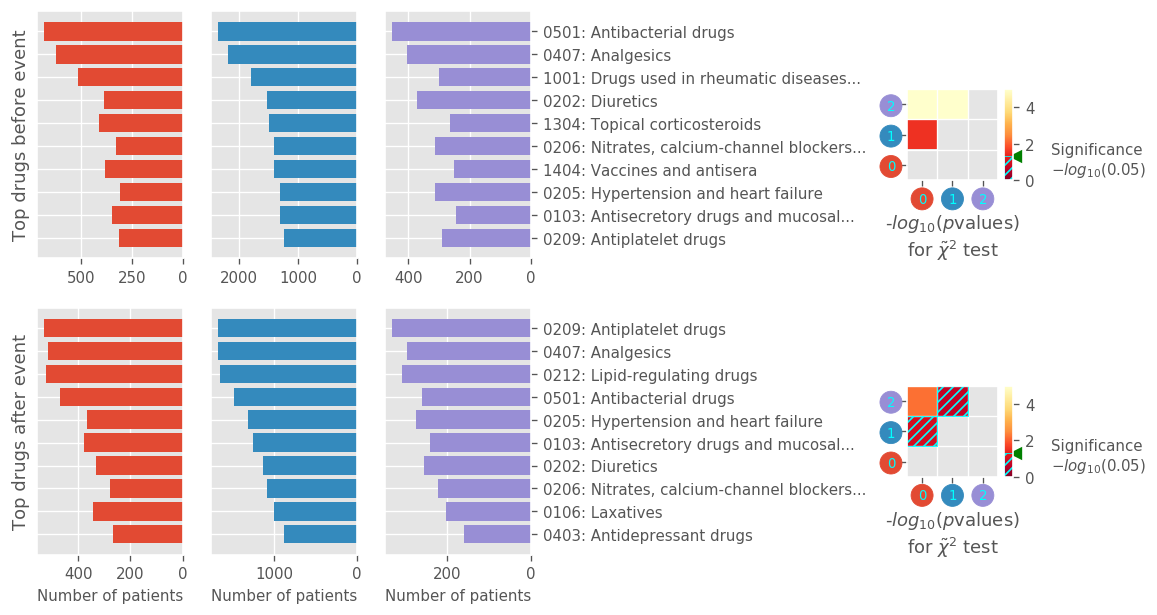 Top drugs before event
0501: Antibacterial drugs
0407: Analgesics
1001: Drugs used in rheumatic diseases...
0202: Diuretics
1304: Topical corticosteroids
0206: Nitrates, calcium-channel blockers...
1404: Vaccines and antisera
0205: Hypertension and heart failure
0103: Antisecretory drugs and mucosal...
0209: Antiplatelet drugs
500 250 0
2000 1000 0
400 200 0
2
1
0
0 1 2
4
2
0
Significance
−log₁₀(0.05)
-log₁₀(pvalues)
for χ̃² test
Top drugs after event
0209: Antiplatelet drugs
0407: Analgesics
0212: Lipid-regulating drugs
0501: Antibacterial drugs
0205: Hypertension and heart failure
0103: Antisecretory drugs and mucosal...
0202: Diuretics
0206: Nitrates, calcium-channel blockers...
0106: Laxatives
0403: Antidepressant drugs
400 200 0
1000 0
200 0
Number of patients
Number of patients
Number of patients
2
1
0
0 1 2
4
2
0
Significance
−log₁₀(0.05)
-log₁₀(pvalues)
for χ̃² test